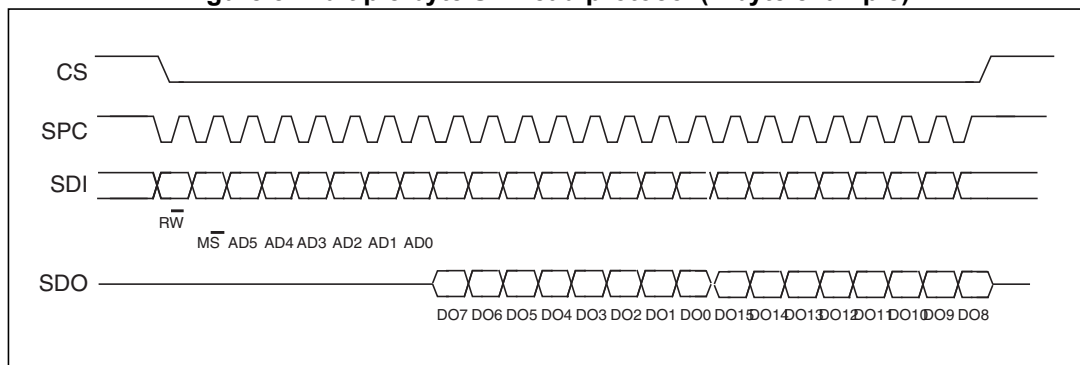 CS
SPC
SDI
RW
MS AD5 AD4 AD3 AD2 AD1 AD0
SDO
DO7 DO6 DO5 DO4 DO3 DO2 DO1 DO0 DO15 DO14 DO13 DO12 DO11 DO10 DO9 DO8